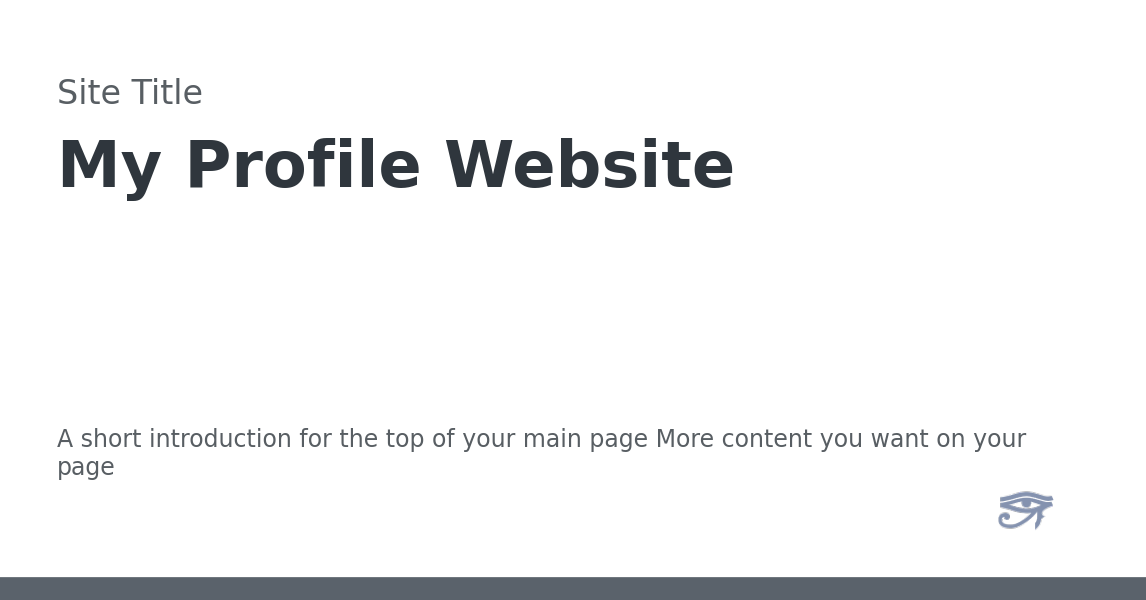 Site Title
My Profile Website
A short introduction for the top of your main page More content you want on your
page